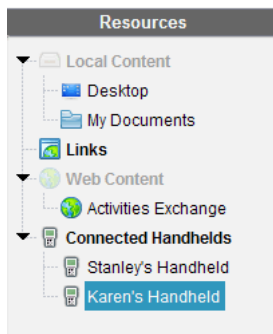 Resources
Local Content
Desktop
My Documents
Links
Web Content
Activities Exchange
Connected Handhelds
Stanley's Handheld
Karen's Handheld